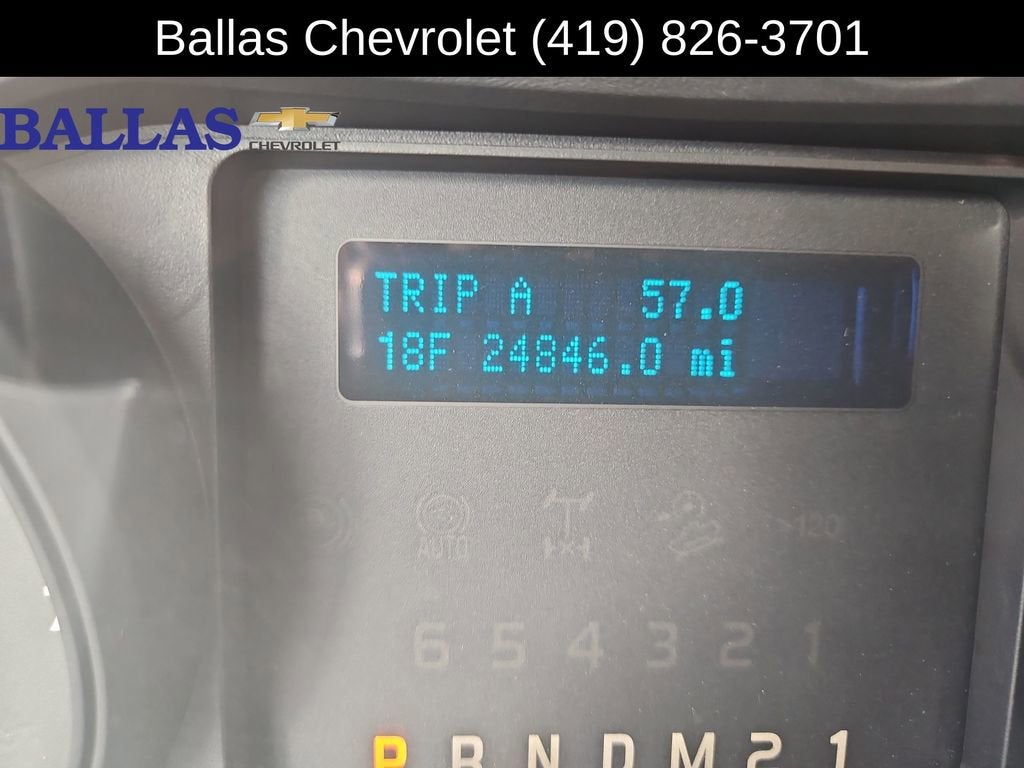 Ballas Chevrolet (419) 826-3701
BALLAS
CHEVROLET
TRIP A 57.0
18F 24846.0 mi
AUTO
120
6 5 4 3 2 1
P R N D M 2 1